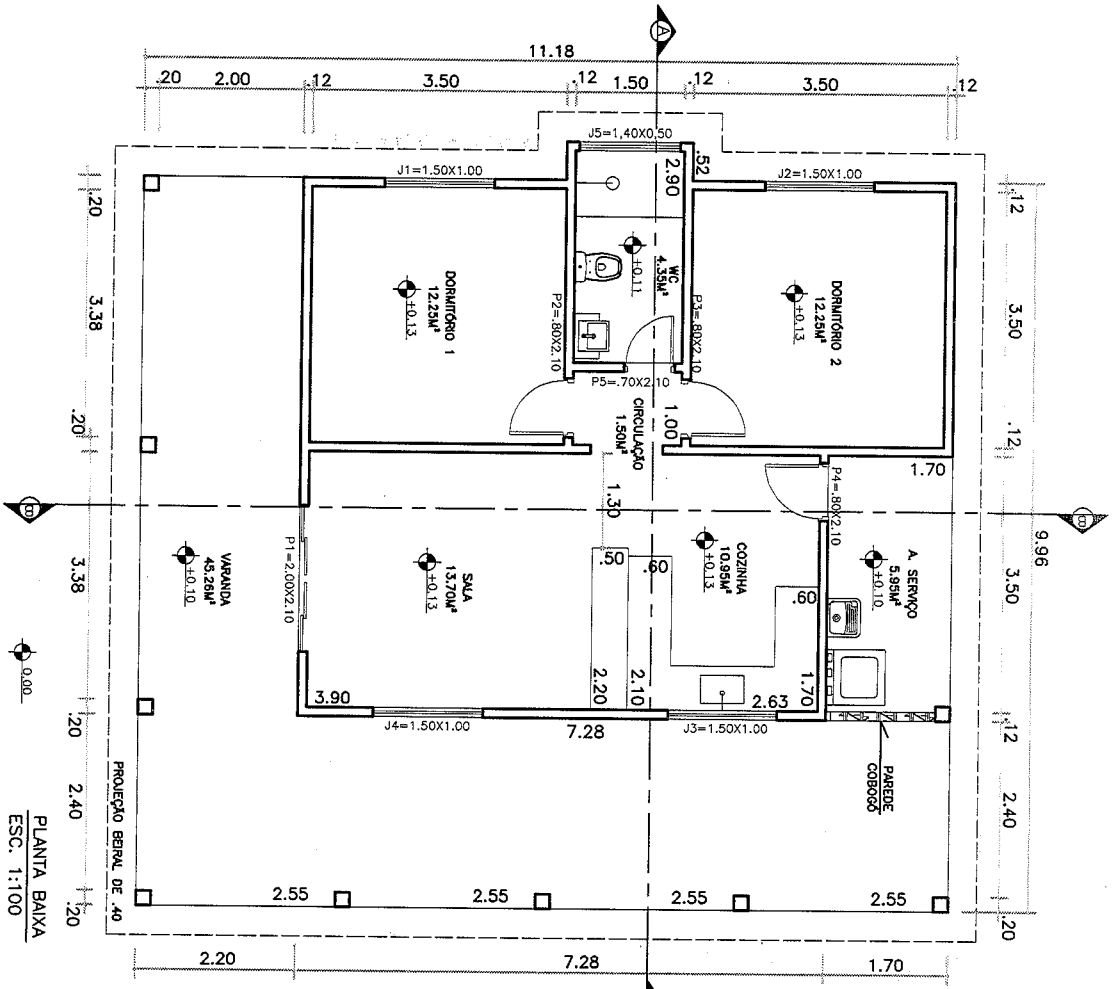 11.18
.20
2.00
.12
3.50
.12
1.50
.12
3.50
.12
A
J5=1,40X0,50
J1=1.50X1.00
J2=1.50X1.00
.52
2.90
WC
4.35M²
+0.11
DORMITÓRIO 1
12.25M²
+0.13
DORMITÓRIO 2
12.25M²
+0.13
P2=.80X2.10
P3=.80X2.10
P5=.70X2.10
CIRCULAÇÃO
1.50M²
1.00
1.70
P4=.80X2.10
1.30
B
B
.20
3.38
.20
3.38
.20
2.40
.20
.12
3.50
.12
3.50
.12
2.40
.20
9.96
VARANDA
45.26M²
+0.10
P1=2.00X2.10
SALA
13.70M²
+0.13
.50
.60
COZINHA
10.95M²
+0.13
.60
A. SERVIÇO
5.95M²
+0.10
2.20
2.10
1.70
2.63
3.90
J4=1.50X1.00
7.28
J3=1.50X1.00
PAREDE
COBOGÓ
0.00
PROJEÇÃO BEIRAL DE .40
2.55
2.55
2.55
2.55
2.20
7.28
1.70
PLANTA BAIXA
ESC. 1:100